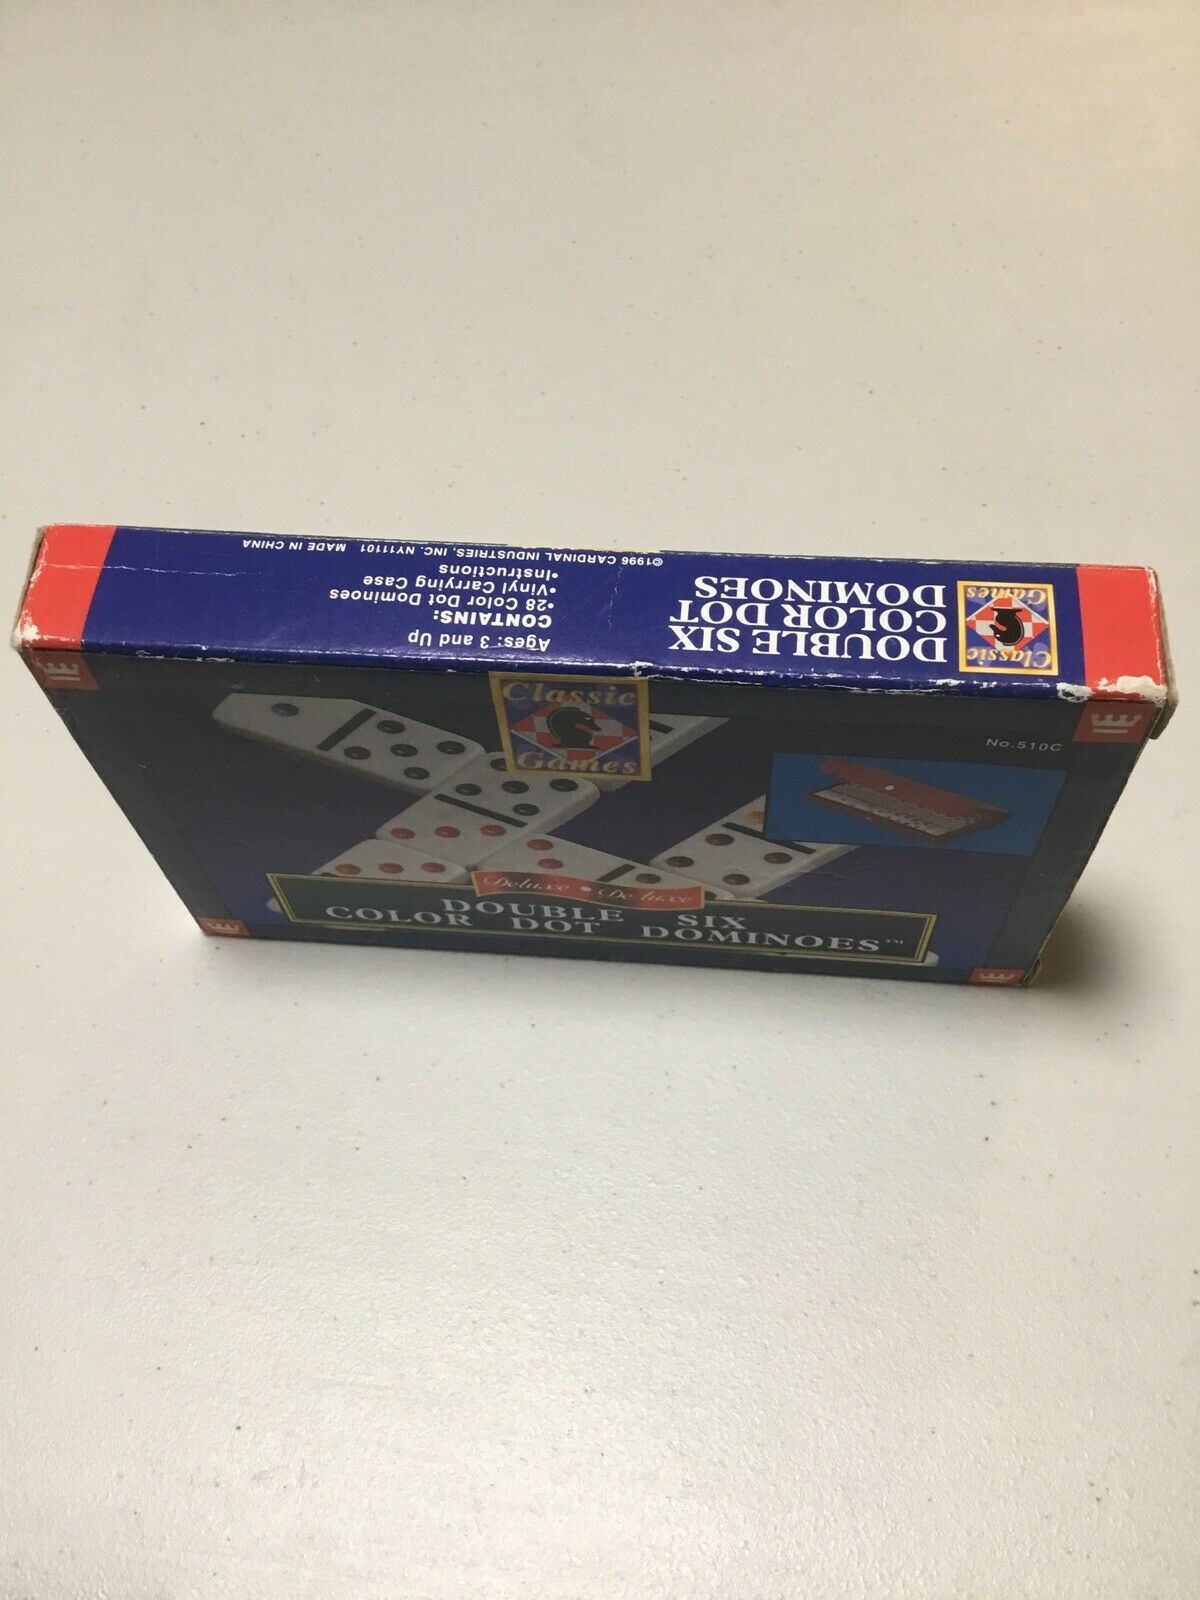 DOUBLE SIX
COLOR DOT
DOMINOES
Classic
Games
Ages: 3 and Up
CONTAINS:
•28 Color Dot Dominoes
•Vinyl Carrying Case
•Instructions
©1996 CARDINAL INDUSTRIES, INC. NY11101 MADE IN CHINA
Classic
Games
No.510C
Deluxe • De luxe
DOUBLE SIX
COLOR DOT DOMINOES™